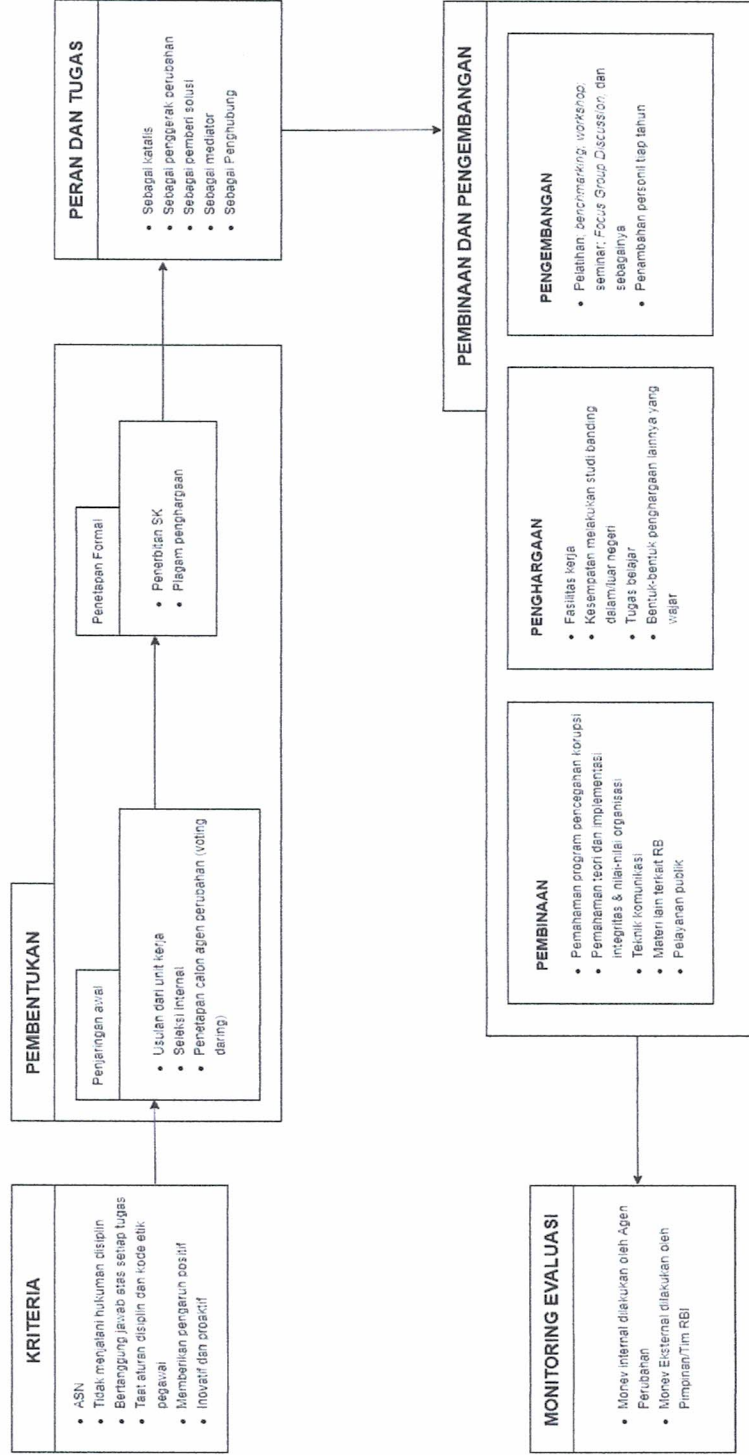 KRITERIA
• ASN
• Tidak menjalani hukuman disiplin
• Bertanggung jawab atas setiap tugas
• Taat aturan disiplin dan kode etik
pegawai
• Memberikan pengarun positif
• Inovatif dan proaktif
PEMBENTUKAN
Penjaringan awal
• Usulan dari unit kerja
• Seleksi Internal
• Penetapan calon agen perubahan (voting
daring)
Penetapan Formal
• Penerbitan SK
• Piagam penghargaan
PERAN DAN TUGAS
• Sebagai katalis
• Sebagai penggerak perubahan
• Sebagai pemberi solusi
• Sebagai mediator
• Sebagai Penghubung
PEMBINAAN DAN PENGEMBANGAN
PEMBINAAN
• Pemahaman program pencegahan korupsi
• Pemahaman teori dan implementasi
integritas & nilai-nilai organisasi
• Teknik komunikasi
• Materi lain terkait RB
• Pelayanan publik
PENGHARGAAN
• Fasilitas kerja
• Kesempatan melakukan studi banding
dalam/luar negeri
• Tugas belajar
• Bentuk-bentuk penghargaan lainnya yang
wajar
PENGEMBANGAN
• Pelatihan; benchmarking; workshop;
seminar; Focus Group Discussion; dan
sebagainya
• Penambahan personil tiap tahun
MONITORING EVALUASI
• Monev internal dilakukan oleh Agen
Perubahan
• Monev Eksternal dilakukan oleh
Pimpinan/Tim RBI